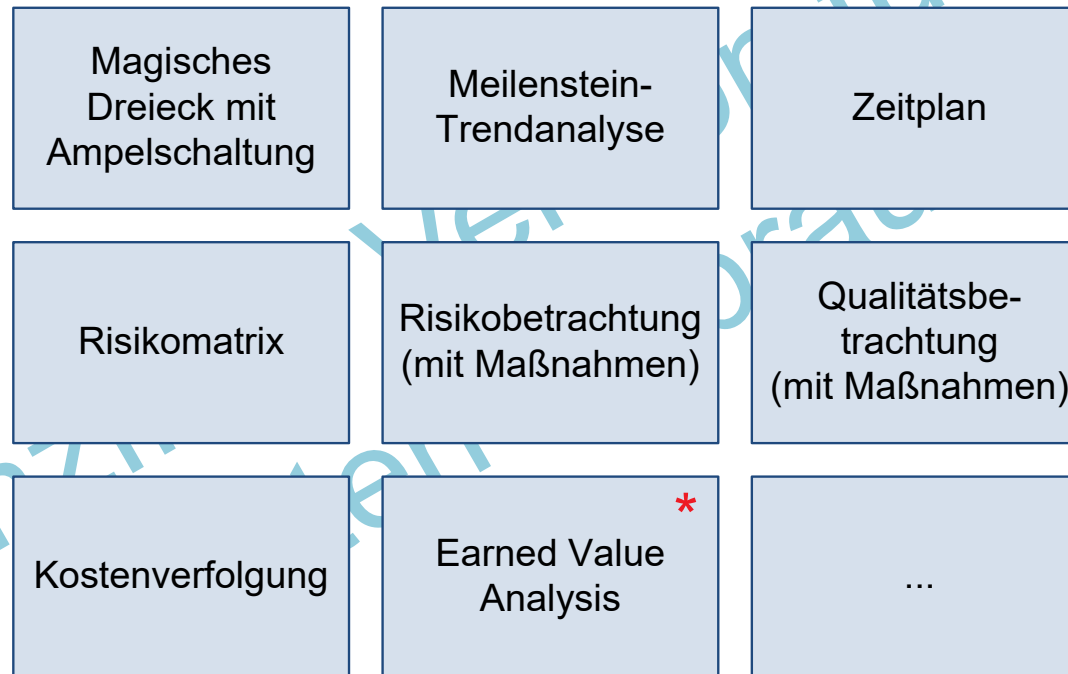 Magisches
Dreieck mit
Ampelschaltung
Meilenstein-
Trendanalyse
Zeitplan
Risikomatrix
Risikobetrachtung
(mit Maßnahmen)
Qualitätsbe-
trachtung
(mit Maßnahmen)
Kostenverfolgung
*
Earned Value
Analysis
...